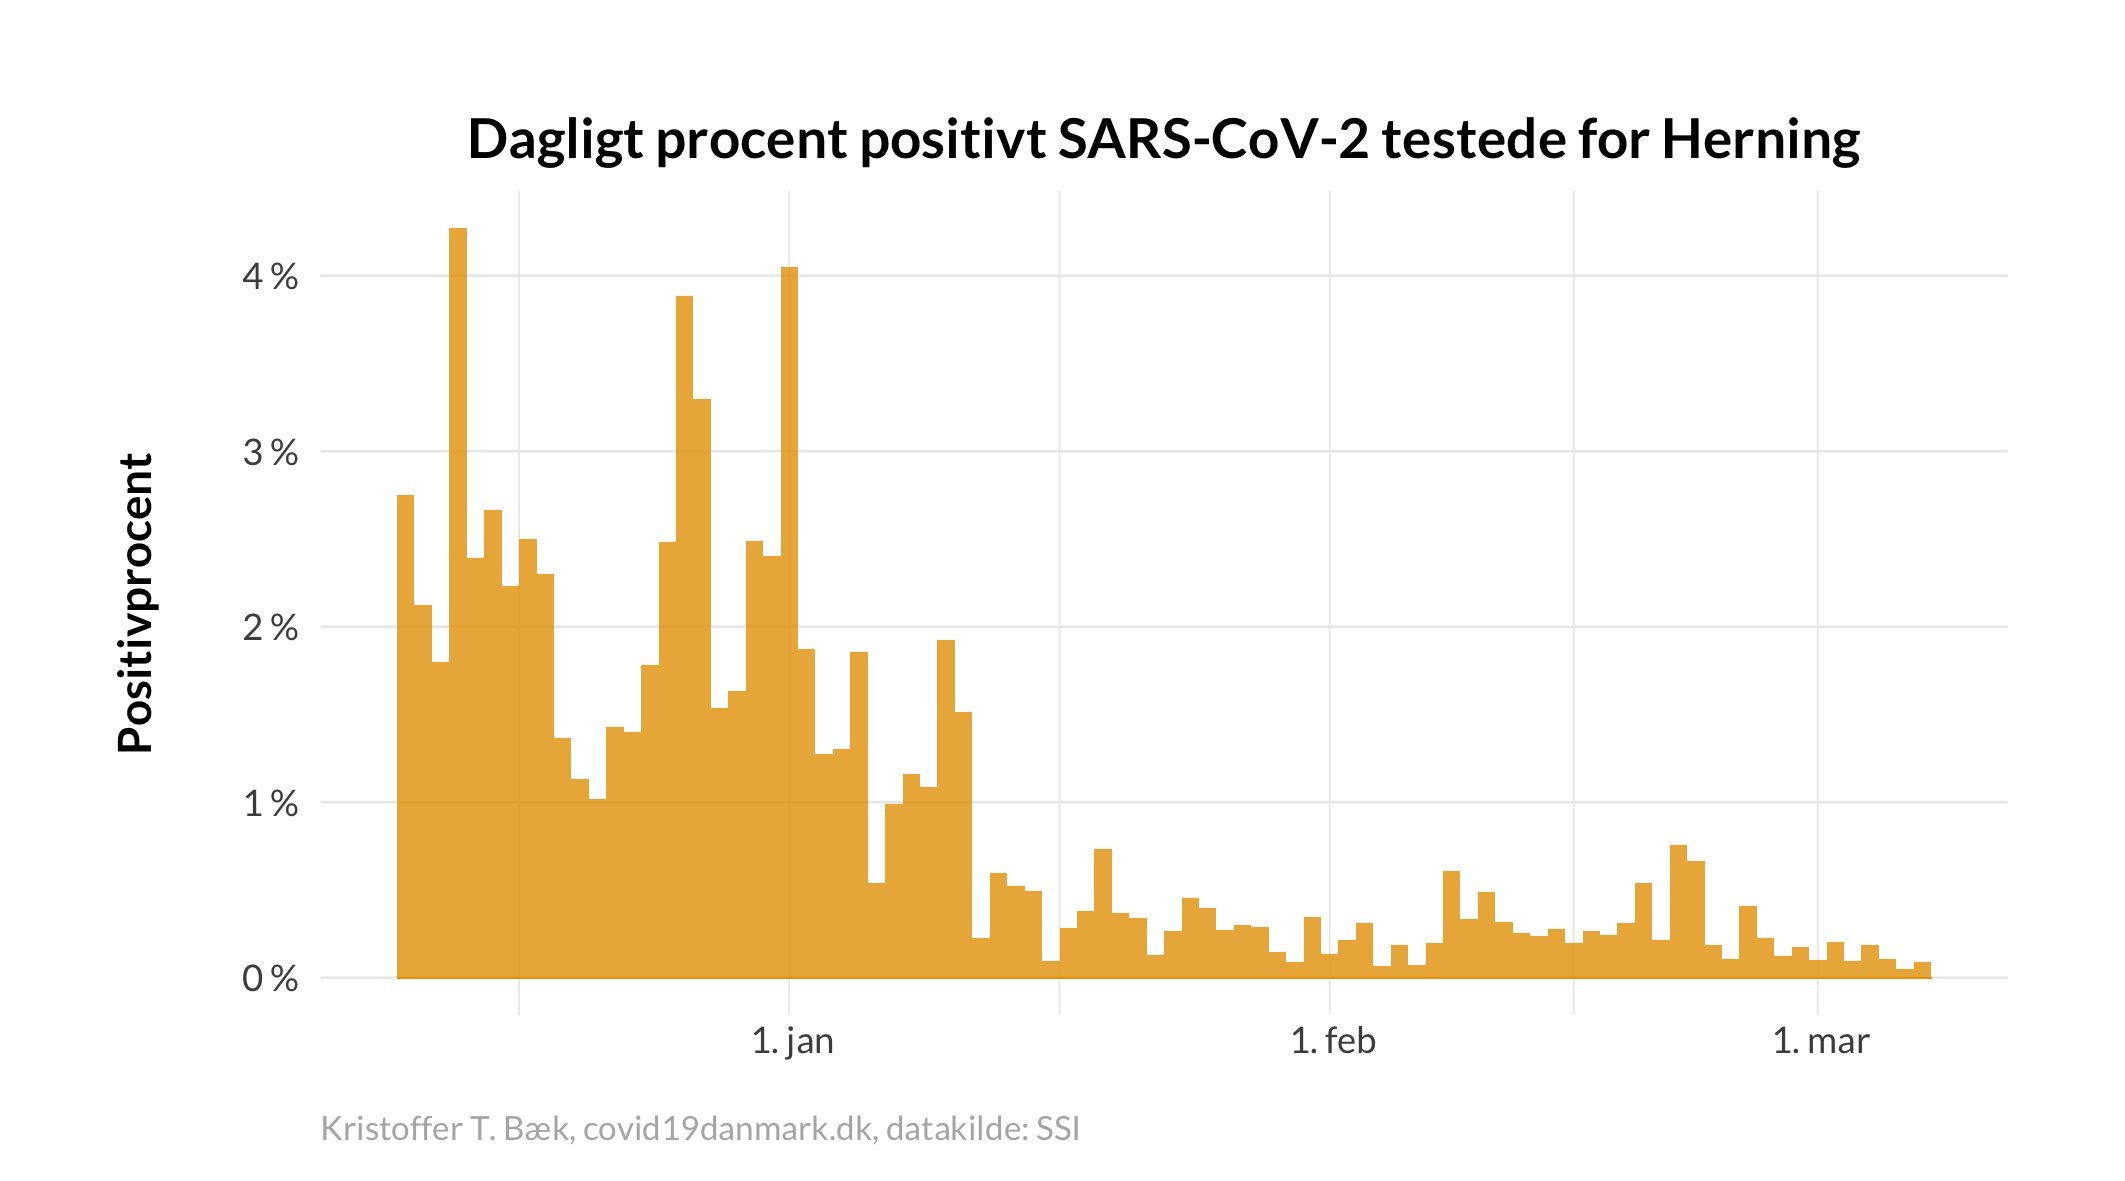 Dagligt procent positivt SARS-CoV-2 testede for Herning
Positivprocent
4 %
3 %
2 %
1 %
0 %
1. jan
1. feb
1. mar
Kristoffer T. Bæk, covid19danmark.dk, datakilde: SSI